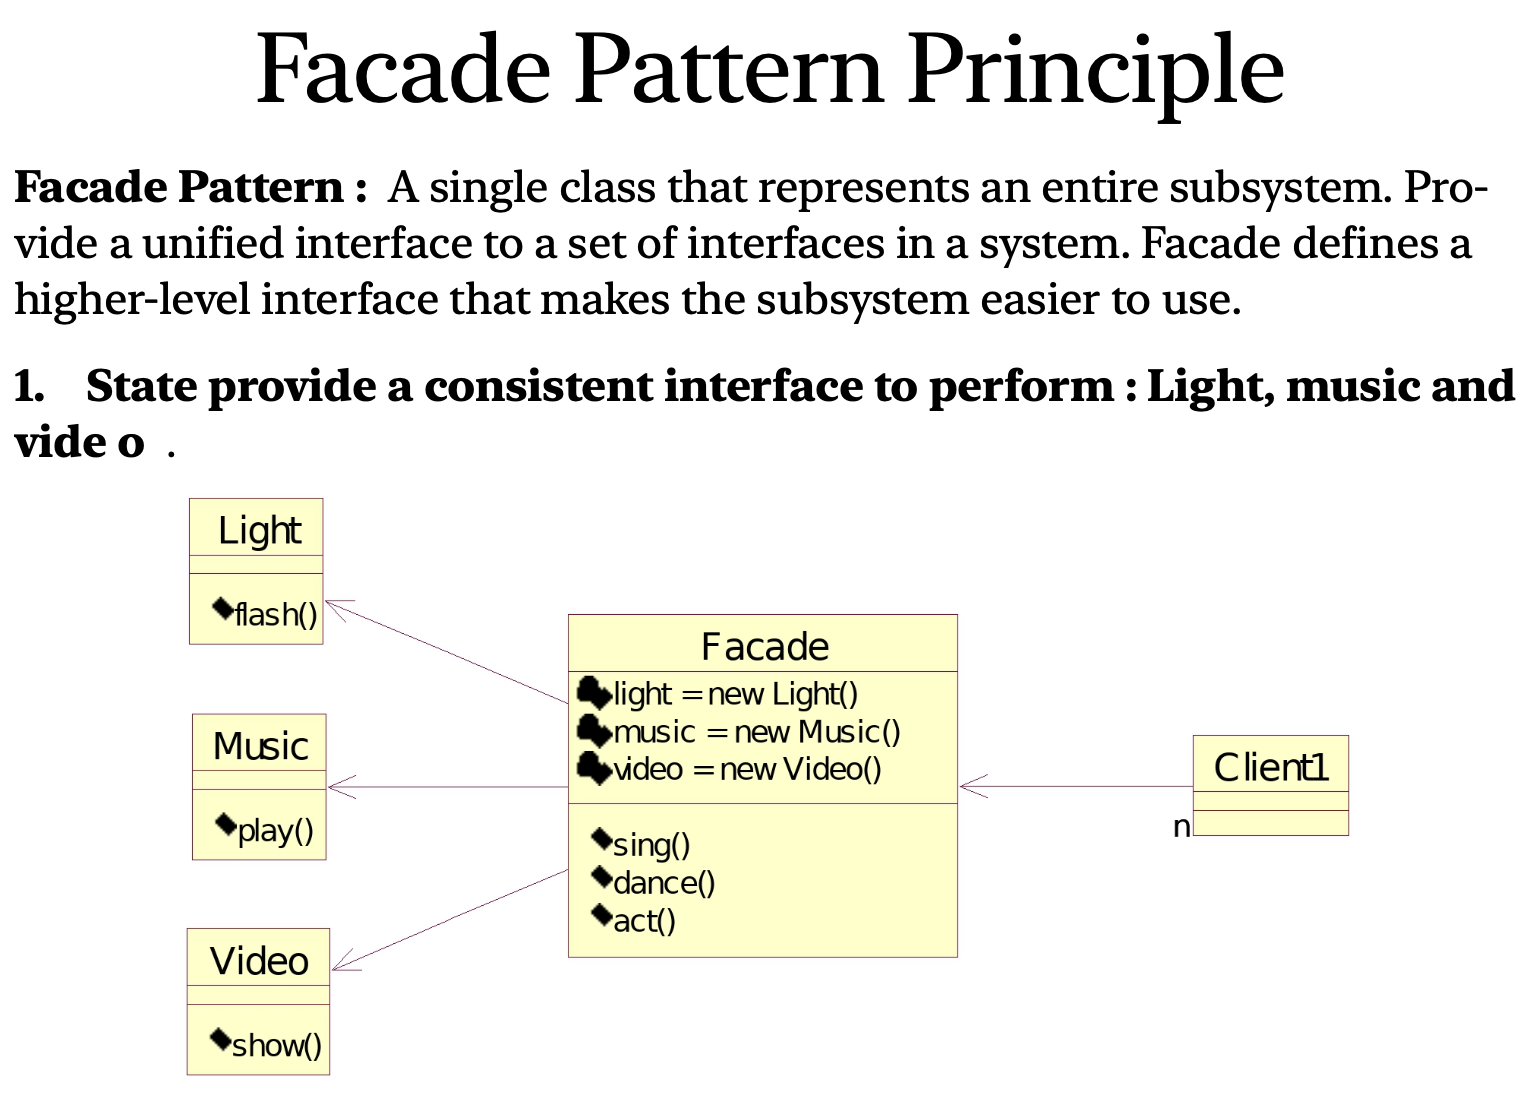 Facade Pattern Principle
Facade Pattern : A single class that represents an entire subsystem. Pro-
vide a unified interface to a set of interfaces in a system. Facade defines a
higher-level interface that makes the subsystem easier to use.
1. State provide a consistent interface to perform : Light, music and
vide o .
Light
flash()
Music
play()
Video
show()
Facade
light = new Light()
music = new Music()
video = new Video()
sing()
dance()
act()
Client1
n